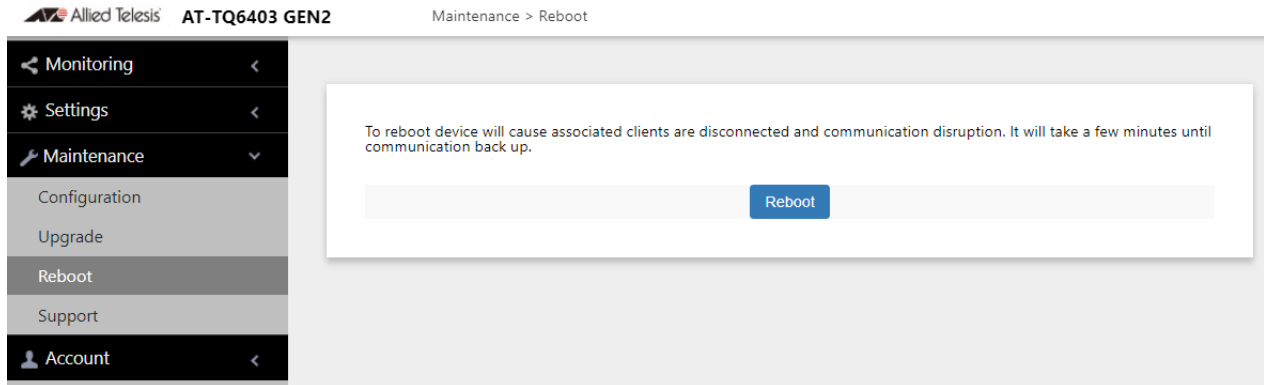 Allied Telesis AT-TQ6403 GEN2 Maintenance > Reboot
Monitoring
Settings
To reboot device will cause associated clients are disconnected and communication disruption. It will take a few minutes until
communication back up.
Maintenance
Configuration
Reboot
Upgrade
Reboot
Support
Account